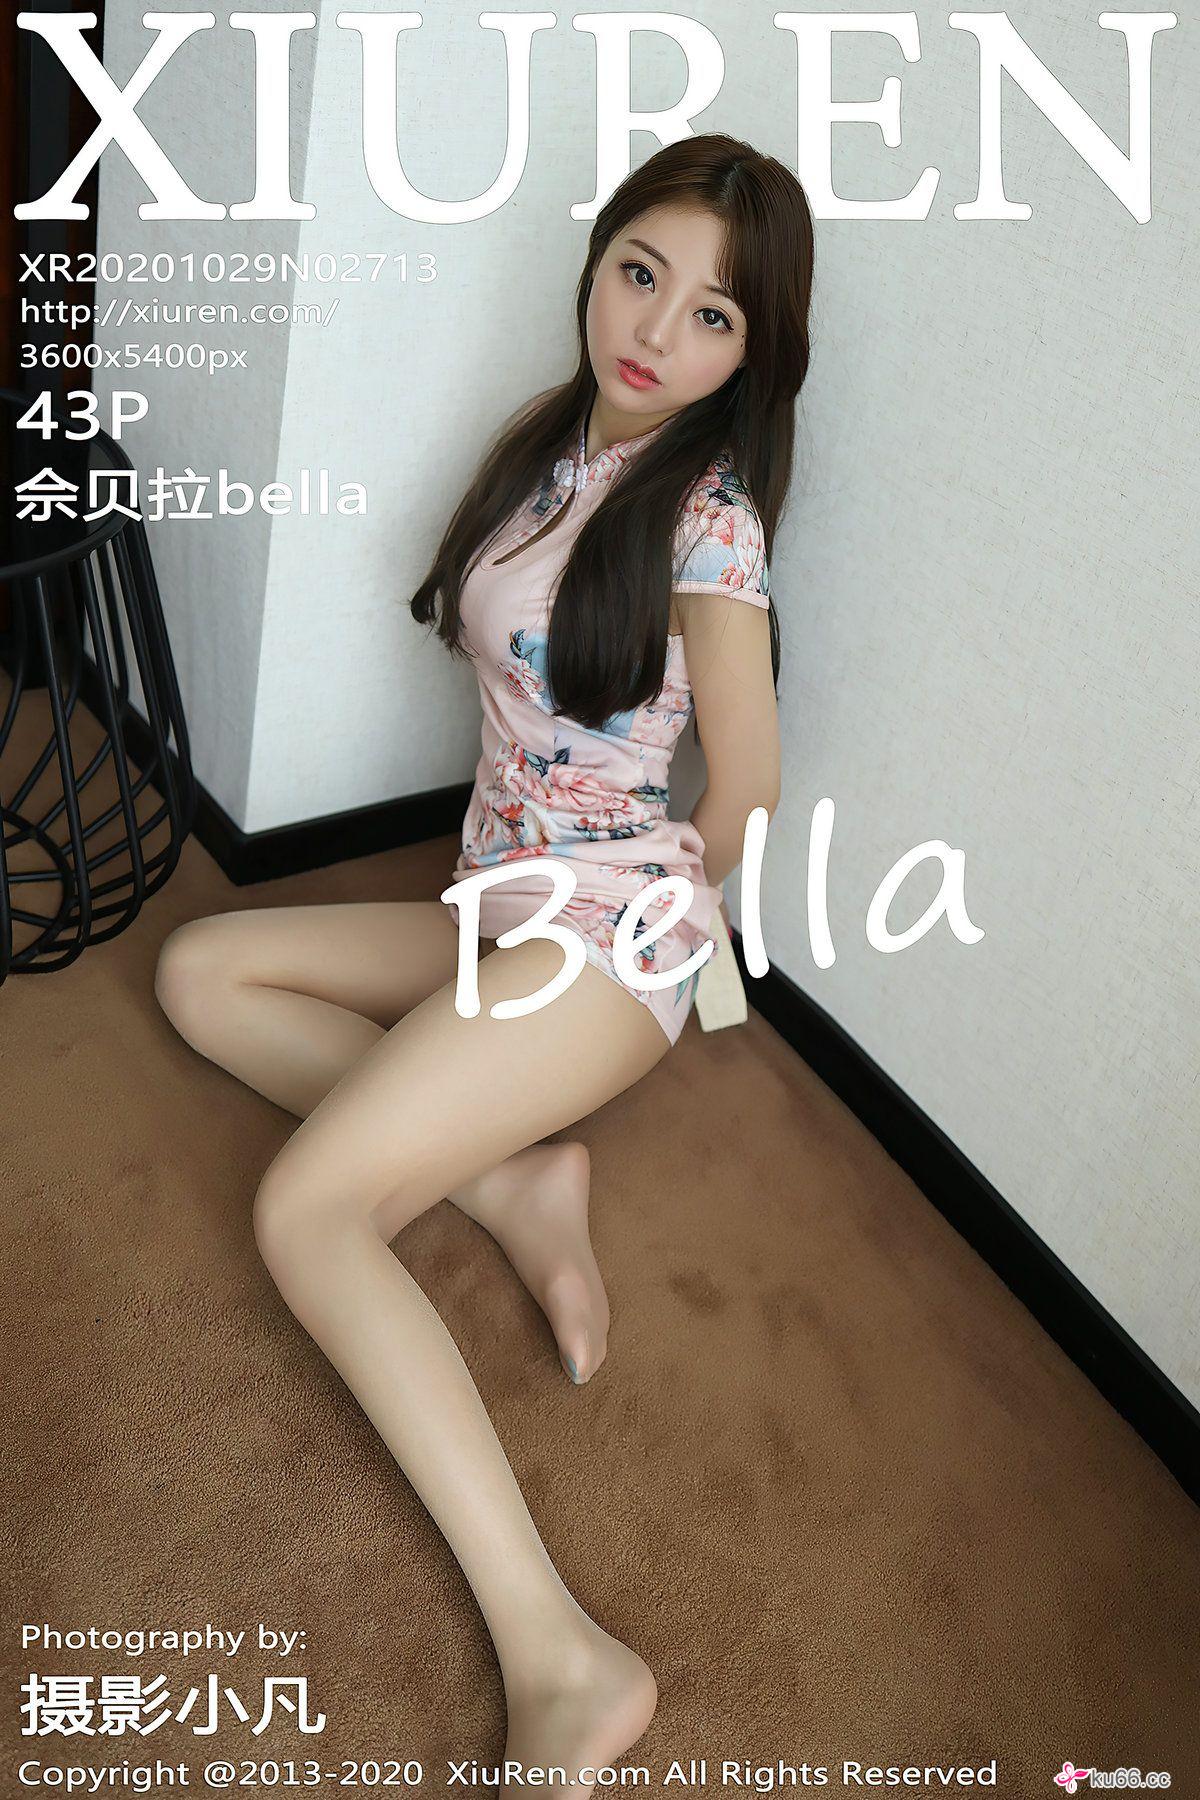 XIUREN
XR20201029N02713
http://xiuren.com/
3600x5400px
43P
佘贝拉bella
Bella
Photography by:
摄影小凡
Copyright @2013-2020 XiuRen.com All Rights Reserved
ku66.cc